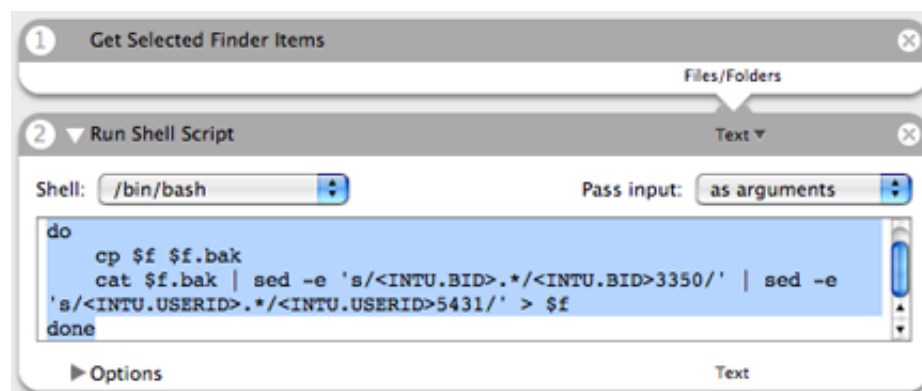 1 Get Selected Finder Items
Files/Folders
2 Run Shell Script Text
Shell: /bin/bash Pass input: as arguments
do
cp $f $f.bak
cat $f.bak | sed -e 's/<INTU.BID>.*/<INTU.BID>3350/' | sed -e
's/<INTU.USERID>.*/<INTU.USERID>5431/' > $f
done
Options Text